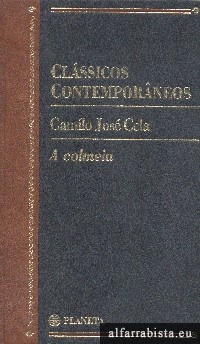 CLÁSSICOS
CONTEMPORÂNEOS
Camilo José Cela
A colmeia
PLANETA
alfarrabista.eu